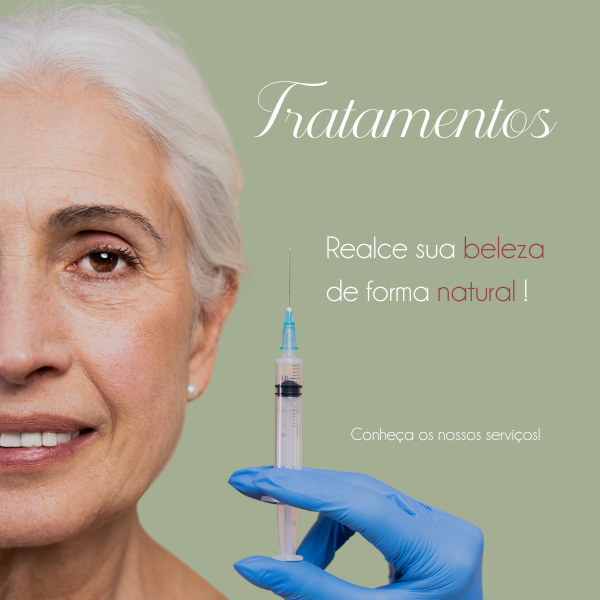 Tratamentos
Realce sua beleza
de forma natural !
Conheça os nossos serviços!